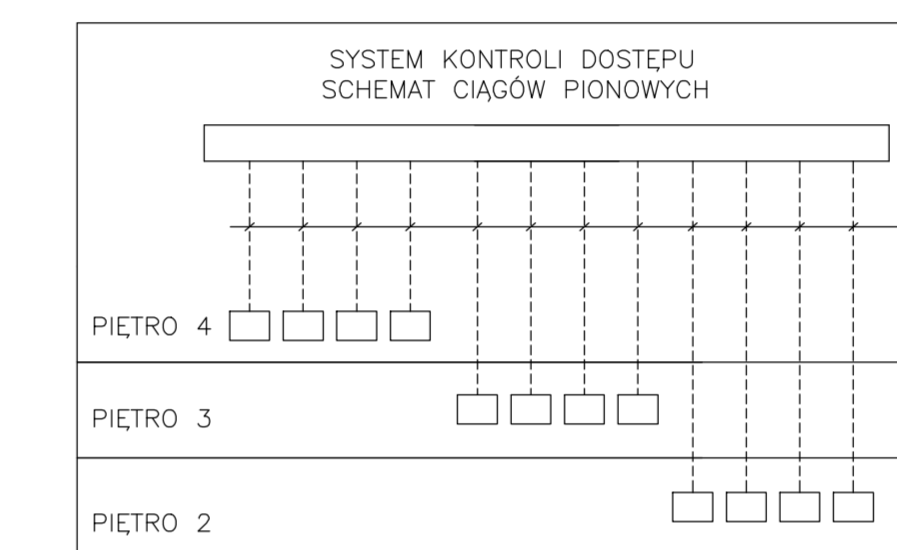 SYSTEM KONTROLI DOSTĘPU
SCHEMAT CIĄGÓW PIONOWYCH
PIĘTRO 4
PIĘTRO 3
PIĘTRO 2